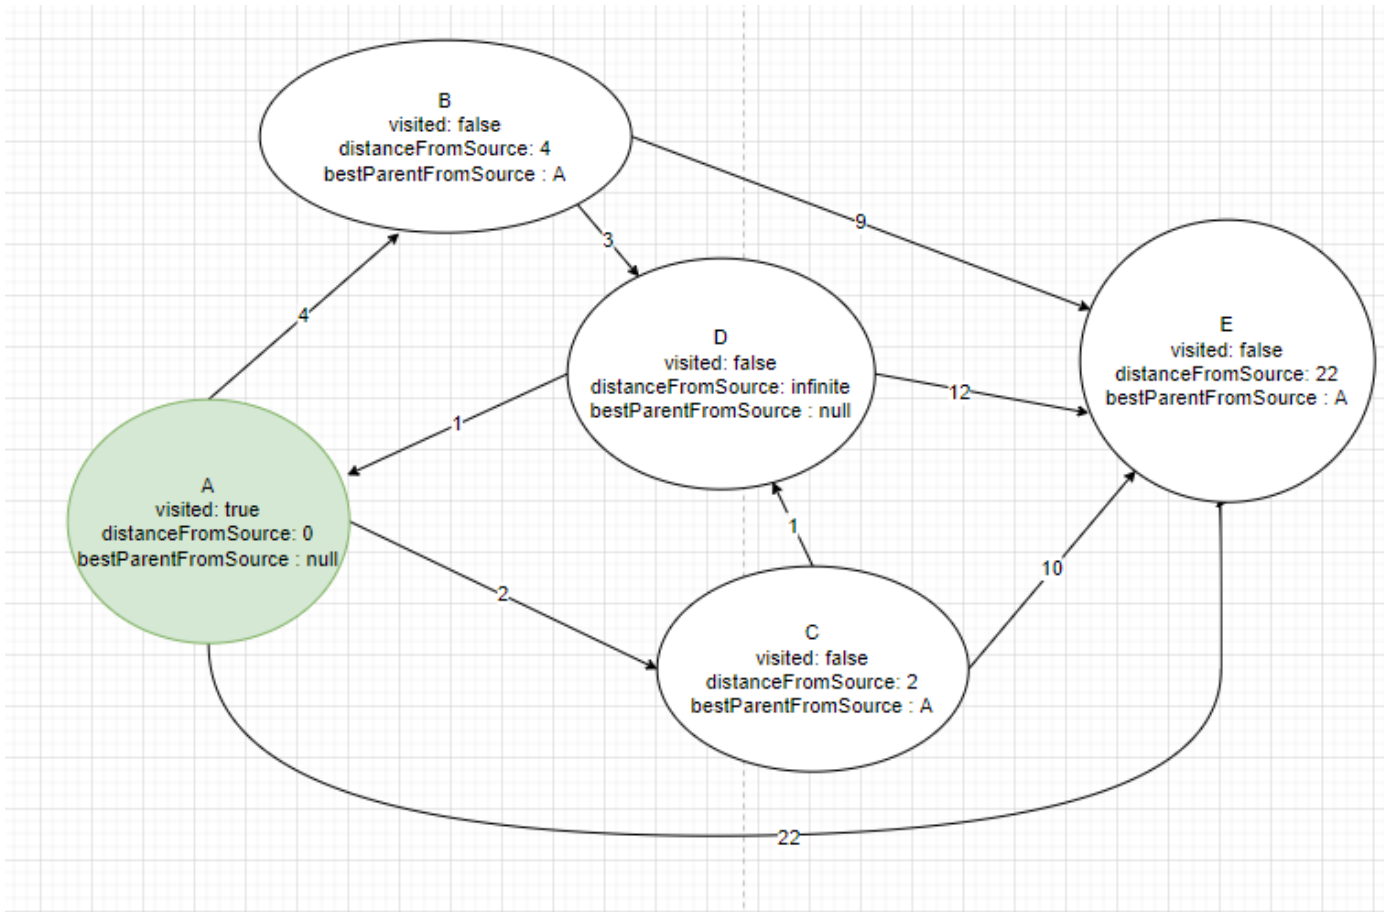 B
visited: false
distanceFromSource: 4
bestParentFromSource : A
9
3
4
D
visited: false
distanceFromSource: infinite
bestParentFromSource : null
E
visited: false
distanceFromSource: 22
bestParentFromSource : A
12
1
A
visited: true
distanceFromSource: 0
bestParentFromSource : null
1
10
2
C
visited: false
distanceFromSource: 2
bestParentFromSource : A
22